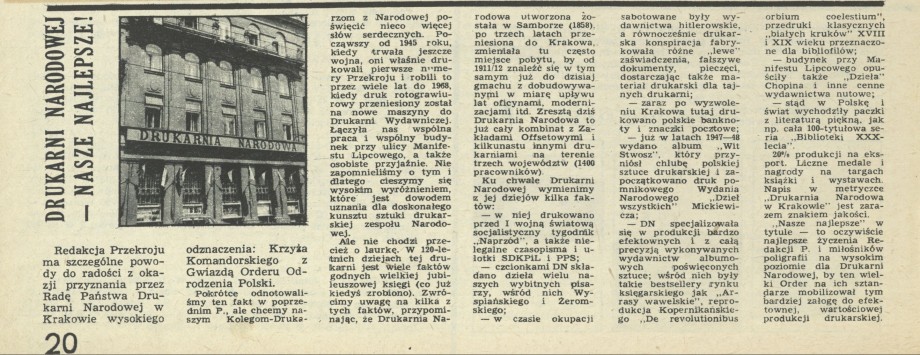 DRUKARNI NARODOWEJ
— NASZE NAJLEPSZE!
DRUKARNIA NARODOWA
Redakcja Przekroju
ma szczególne powo-
dy do radości z oka-
zji przyznania przez
Radę Państwa Dru-
karni Narodowej w
Krakowie wysokiego
odznaczenia: Krzyża
Komandorskiego z
Gwiazdą Orderu Od-
rodzenia Polski.
Pokrótce odnotowali-
śmy ten fakt w poprze-
dnim P., ale chcemy na-
szym Kolegom-Druka-
rzom z Narodowej po-
święcić nieco więcej
słów serdecznych. Po-
cząwszy od 1945 roku,
kiedy trwała jeszcze
wojna, oni właśnie dru-
kowali pierwsze nume-
ry Przekroju i robili to
przez wiele lat do 1968,
kiedy druk rotograwiu-
rowy przeniesiony został
na nowe maszyny do
Drukarni Wydawniczej.
Łączyła nas wspólna
praca i wspólny budy-
nek przy ulicy Manife-
stu Lipcowego, a także
osobiste przyjaźnie. Nie
zapomnieliśmy o tym i
dlatego cieszymy się
wysokim wyróżnieniem,
które jest dowodem
uznania dla doskonałego
kunsztu sztuki drukar-
skiej zespołu Narodo-
wej.
Ale nie chodzi prze-
cież o laurkę. W 120-le-
tnich dziejach tej dru-
karni jest wiele faktów
godnych wielkiej jubi-
leuszowej księgi (co już
kiedyś zrobiono). Zwró-
cimy uwagę na kilka z
tych faktów, przypomi-
nając, że Drukarnia Na-
rodowa utworzona zo-
stała w Samborze (1858),
po trzech latach prze-
niesiona do Krakowa,
zmieniała tu często
miejsce pobytu, by od
1911/12 znaleźć się w tym
samym już do dzisiaj
gmachu z dobudowywa-
nymi w miarę upływu
lat oficynami, moderni-
zacjami itd. Zresztą dziś
Drukarnia Narodowa to
już cały kombinat z Za-
kładami Offsetowymi i
kilkunastu innymi dru-
karniami na terenie
trzech województw (1400
pracowników).
Ku chwale Drukarni
Narodowej wymienimy
z jej dziejów kilka fak-
tów:
— w niej drukowano
przed I wojną światową
socjalistyczny tygodnik
„Naprzód”, a także nie-
legalne czasopisma i u-
lotki SDKPiL i PPS;
— czcionkami DN skła-
dano dzieła wielu na-
szych wybitnych pisa-
rzy, wśród nich Wy-
spiańskiego i Żerom-
skiego;
— w czasie okupacji
sabotowane były wy-
dawnictwa hitlerowskie,
a równocześnie drukar-
ska konspiracja fabry-
kowała różne „lewe”
zaświadczenia, fałszywe
dokumenty, pieczęci,
dostarczając także ma-
teriał drukarski dla taj-
nych drukarni;
— zaraz po wyzwole-
niu Krakowa tutaj dru-
kowano polskie bankno-
ty i znaczki pocztowe;
— już w latach 1947—48
wydano album „Wit
Stwosz”, który przy-
niósł chlubę polskiej
sztuce drukarskiej i za-
początkowano druk po-
mnikowego Wydania
Narodowego „Dzieł
wszystkich” Mickiewi-
cza;
— DN specjalizowała
się w produkcji bardzo
efektownych i z całą
precyzją wykonywanych
wydawnictw albumo-
wych poświęconych
sztuce; wśród nich były
takie bestsellery rynku
księgarskiego jak „Ar-
rasy wawelskie”, repro-
dukcja Kopernikańskie-
go „De revolutionibus
orbium coelestium”,
przedruki klasycznych
„białych kruków” XVIII
i XIX wieku przeznaczo-
ne dla bibliofilów;
— budynek przy Ma-
nifestu Lipcowego opu-
ściły także „Dzieła”
Chopina i inne cenne
wydawnictwa nutowe;
— stąd w Polskę i
świat wychodziły paczki
z literaturą piękną, jak
np. cała 100-tytułowa se-
ria „Biblioteki XXX-
lecia”.
20% produkcji na eks-
port. Liczne medale i
nagrody na targach
książki i wystawach.
Napis w metryczce
„Drukarnia Narodowa
w Krakowie” jest zara-
zem znakiem jakości.
„Nasze najlepsze” w
tytule — to oczywiście
najlepsze życzenia Re-
dakcji P. i miłośników
poligrafii na wysokim
poziomie dla Drukarni
Narodowej, by ten wiel-
ki Order na ich sztan-
darze mobilizował tym
bardziej załogę do efek-
townej, wartościowej
produkcji drukarskiej.
20